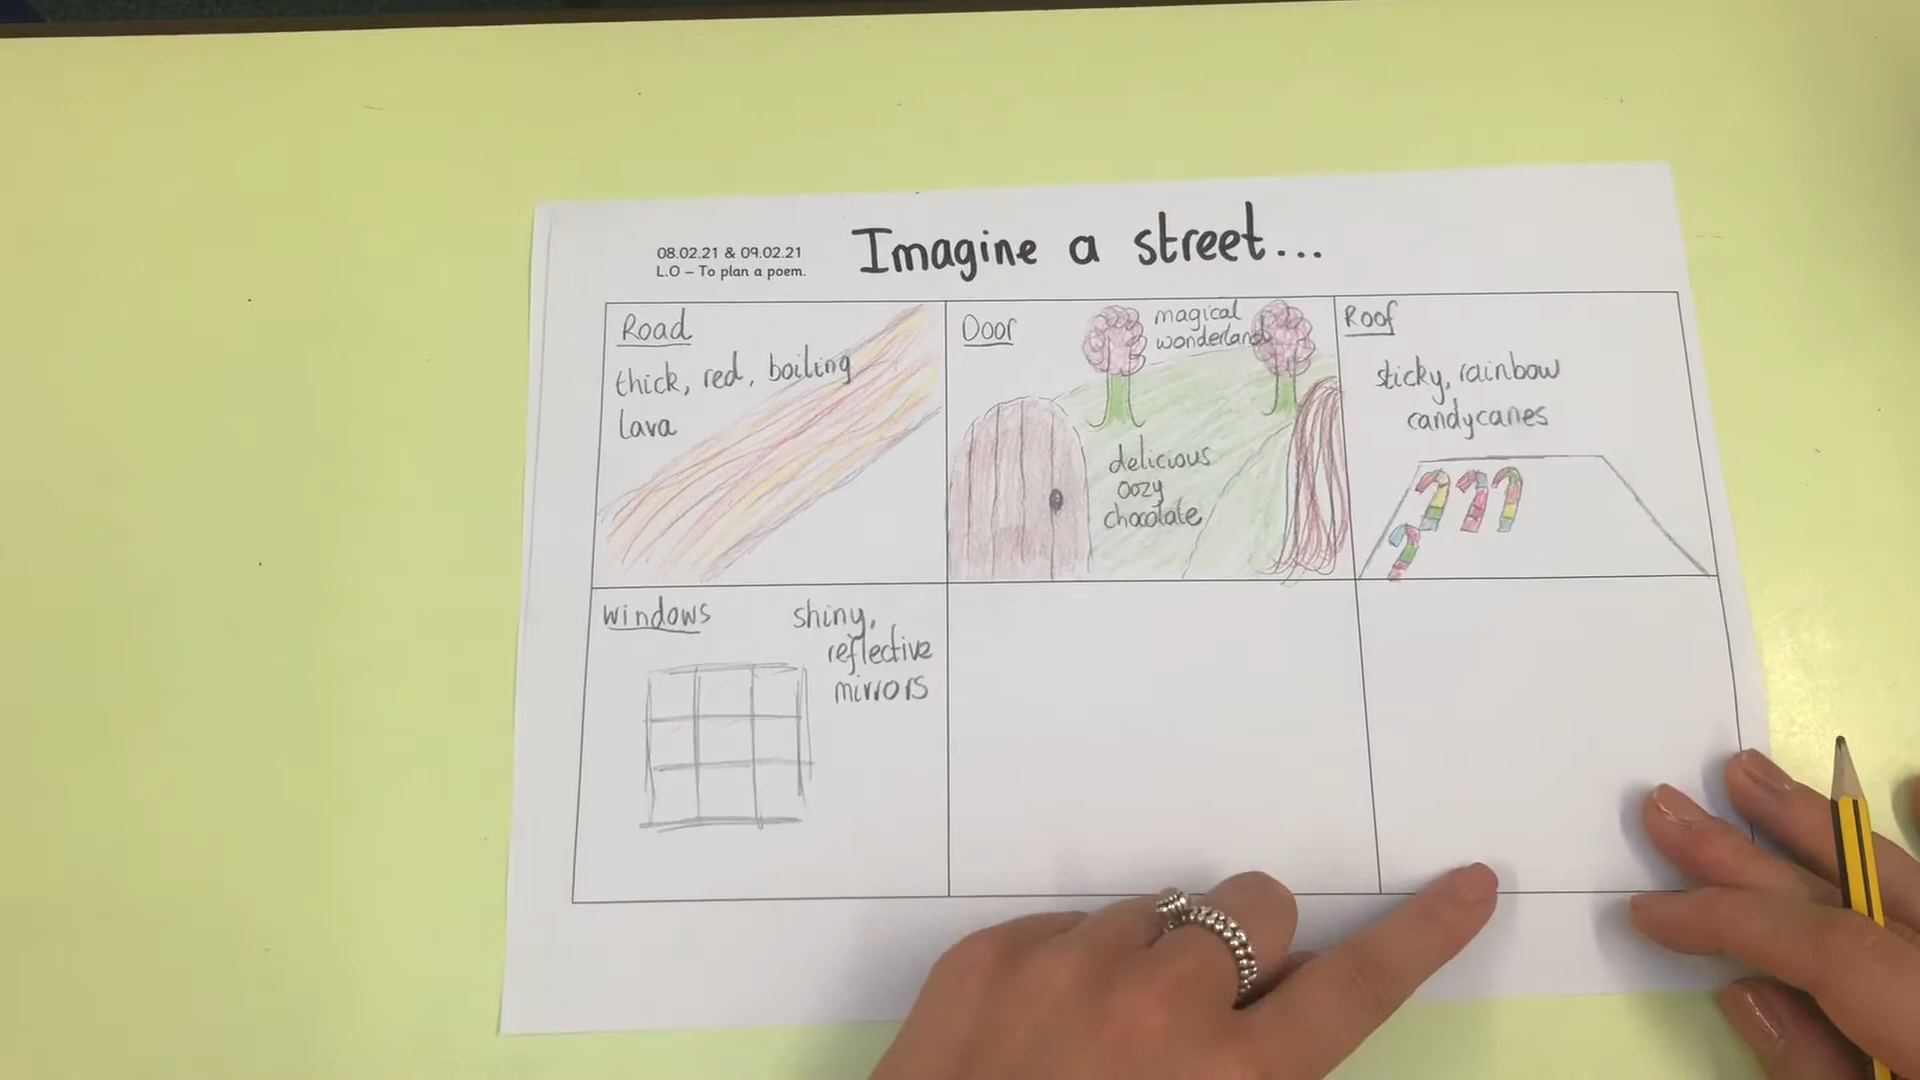 08.02.21 & 09.02.21
L.O – To plan a poem.
Imagine a street...
Road
thick, red, boiling
lava
Door
magical
wonderland
delicious
oozy
chocolate
Roof
sticky, rainbow
candycanes
windows
shiny,
reflective
mirrors